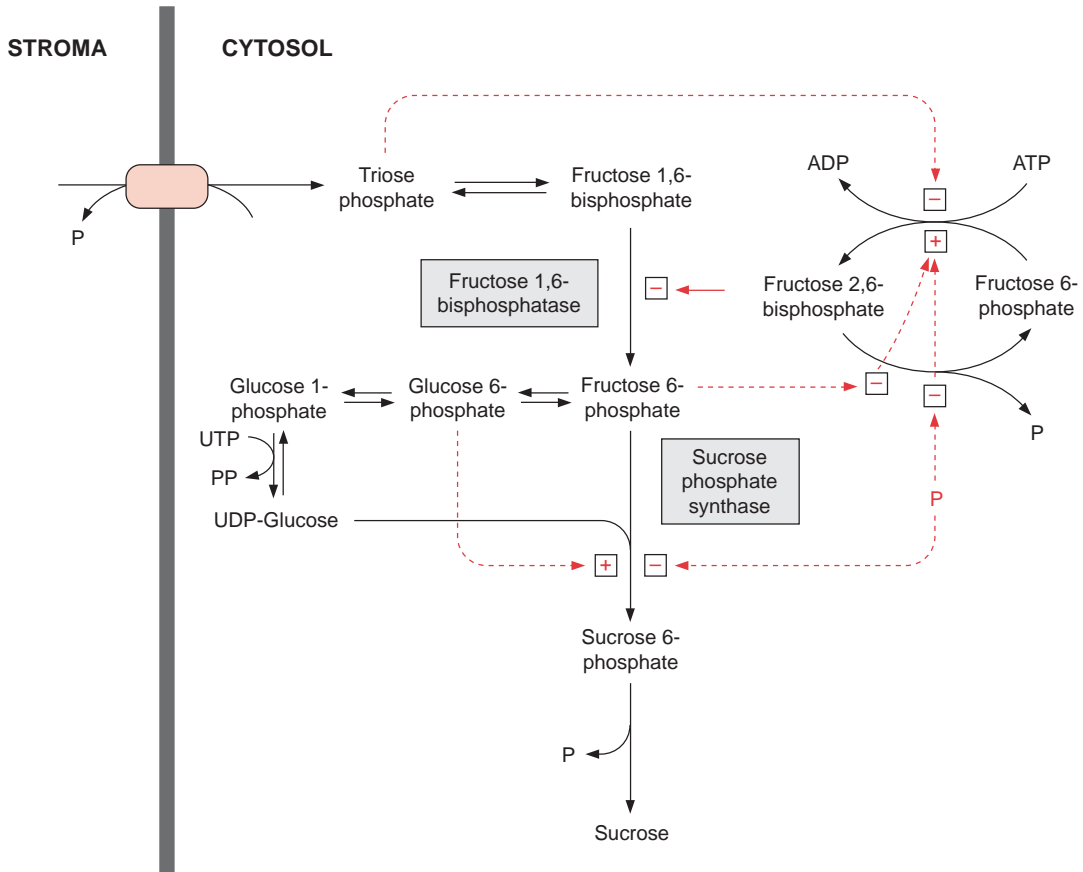 STROMA
CYTOSOL
P
Triose
phosphate
Fructose 1,6-
bisphosphate
ADP
ATP
−
+
Fructose 1,6-
bisphosphatase
−
Fructose 2,6-
bisphosphate
Fructose 6-
phosphate
Glucose 1-
phosphate
Glucose 6-
phosphate
Fructose 6-
phosphate
−
−
P
UTP
PP
UDP-Glucose
Sucrose
phosphate
synthase
P
+
−
Sucrose 6-
phosphate
P
Sucrose